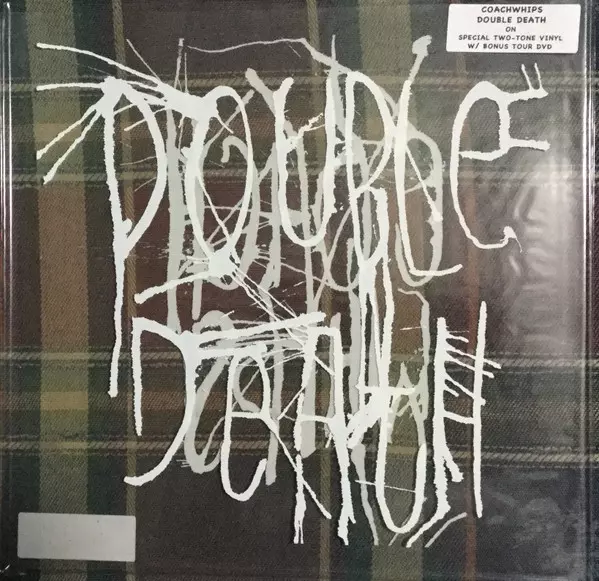 COACHWHIPS
DOUBLE DEATH
ON
SPECIAL TWO-TONE VINYL
W/ BONUS TOUR DVD
DOUBLE
DEATH